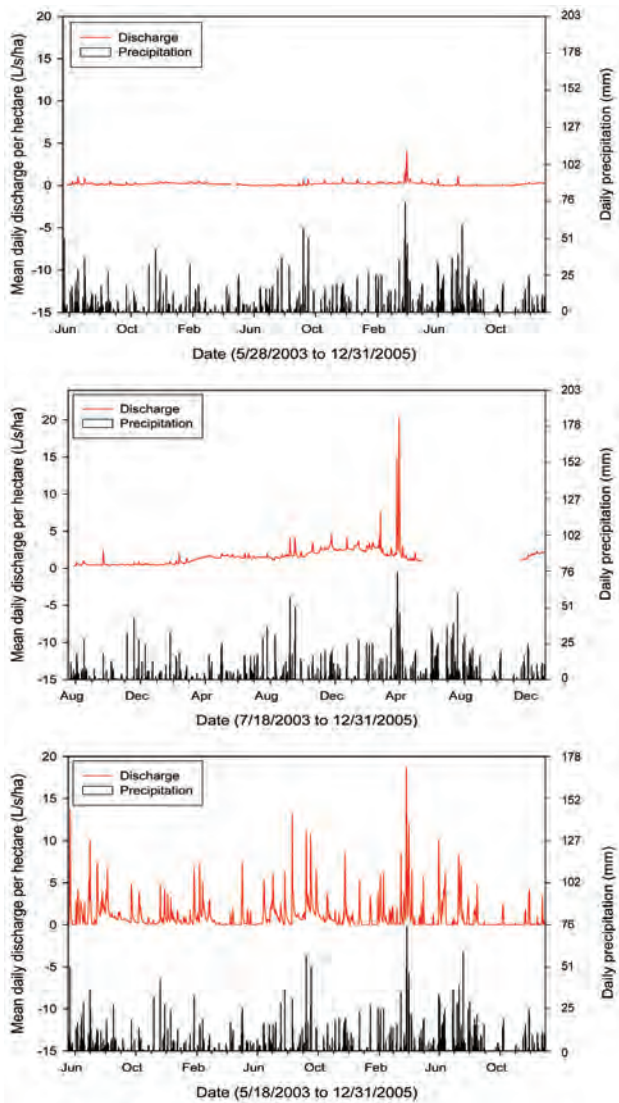 Discharge
Precipitation
Mean daily discharge per hectare (L/s/ha)
20
15
10
5
0
-5
-10
-15
203
178
152
127
102
76
51
25
0
Daily precipitation (mm)
Jun Oct Feb Jun Oct Feb Jun Oct
Date (5/28/2003 to 12/31/2005)
Discharge
Precipitation
Mean daily discharge per hectare (L/s/ha)
20
15
10
5
0
-5
-10
-15
203
178
152
127
102
76
51
25
0
Daily precipitation (mm)
Aug Dec Apr Aug Dec Apr Aug Dec
Date (7/18/2003 to 12/31/2005)
Discharge
Precipitation
Mean daily discharge per hectare (L/s/ha)
20
15
10
5
0
-5
-10
-15
178
152
127
102
76
51
25
0
Daily precipitation (mm)
Jun Oct Feb Jun Oct Feb Jun Oct
Date (5/18/2003 to 12/31/2005)